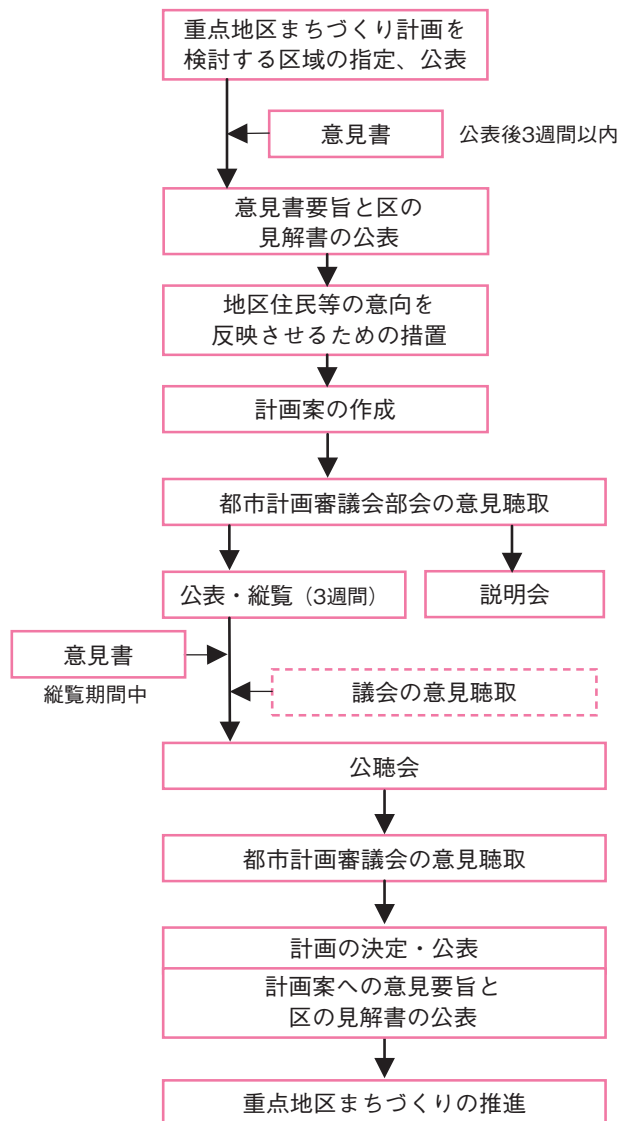 重点地区まちづくり計画を
検討する区域の指定、公表
意見書
公表後3週間以内
意見書要旨と区の
見解書の公表
地区住民等の意向を
反映させるための措置
計画案の作成
都市計画審議会部会の意見聴取
公表・縦覧（3週間）
説明会
意見書
縦覧期間中
議会の意見聴取
公聴会
都市計画審議会の意見聴取
計画の決定・公表
計画案への意見要旨と
区の見解書の公表
重点地区まちづくりの推進